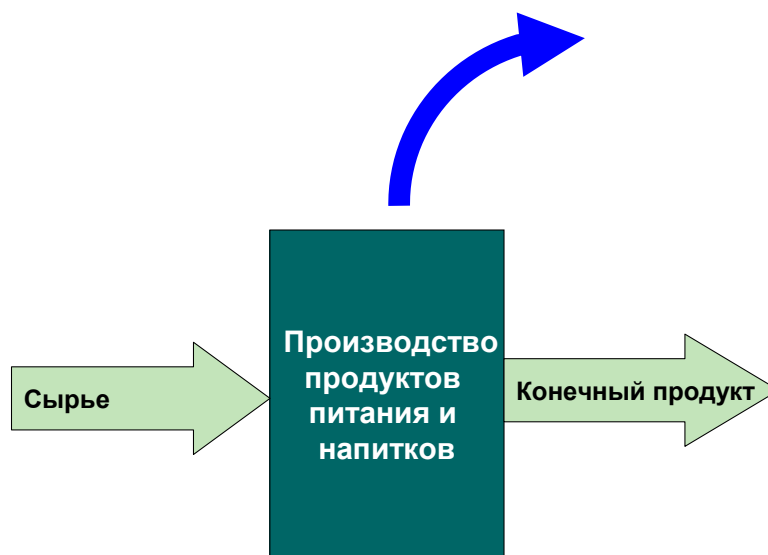 Сырье
Производство
продуктов
питания и
напитков
Конечный продукт